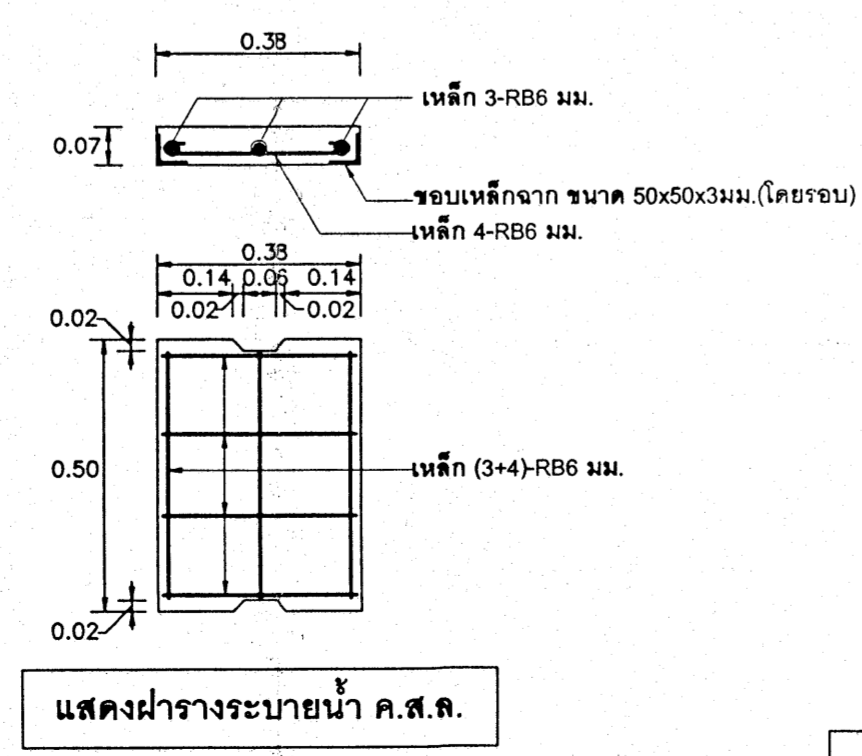 0.38
เหล็ก 3-RB6 มม.
0.07
ขอบเหล็กฉาก ขนาด 50x50x3มม.(โดยรอบ)
เหล็ก 4-RB6 มม.
0.38
0.14 0.06 0.14
0.02 0.02
0.02
0.50
เหล็ก (3+4)-RB6 มม.
0.02
แสดงฝารางระบายน้ำ ค.ส.ล.